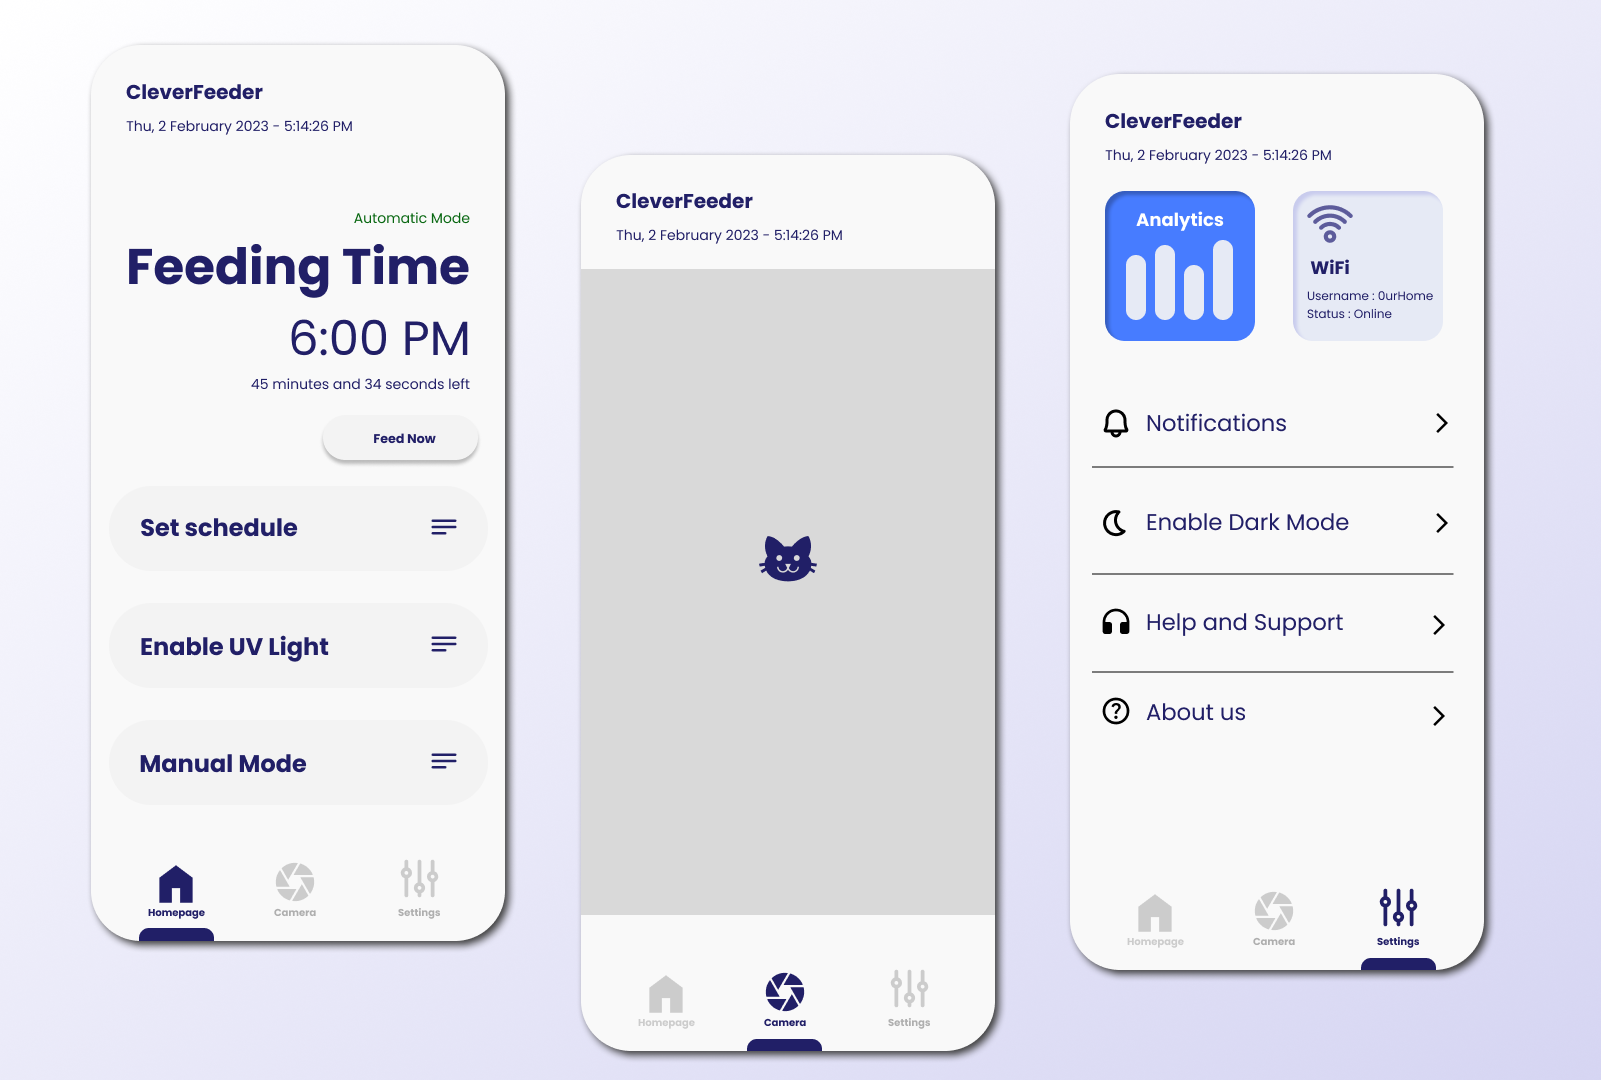 CleverFeeder
Thu, 2 February 2023 - 5:14:26 PM
Automatic Mode
Feeding Time
6:00 PM
45 minutes and 34 seconds left
Feed Now
Set schedule
Enable UV Light
Manual Mode
Homepage
Camera
Settings
CleverFeeder
Thu, 2 February 2023 - 5:14:26 PM
Homepage
Camera
Settings
CleverFeeder
Thu, 2 February 2023 - 5:14:26 PM
Analytics
WiFi
Username : 0urHome
Status : Online
Notifications
Enable Dark Mode
Help and Support
About us
Homepage
Camera
Settings